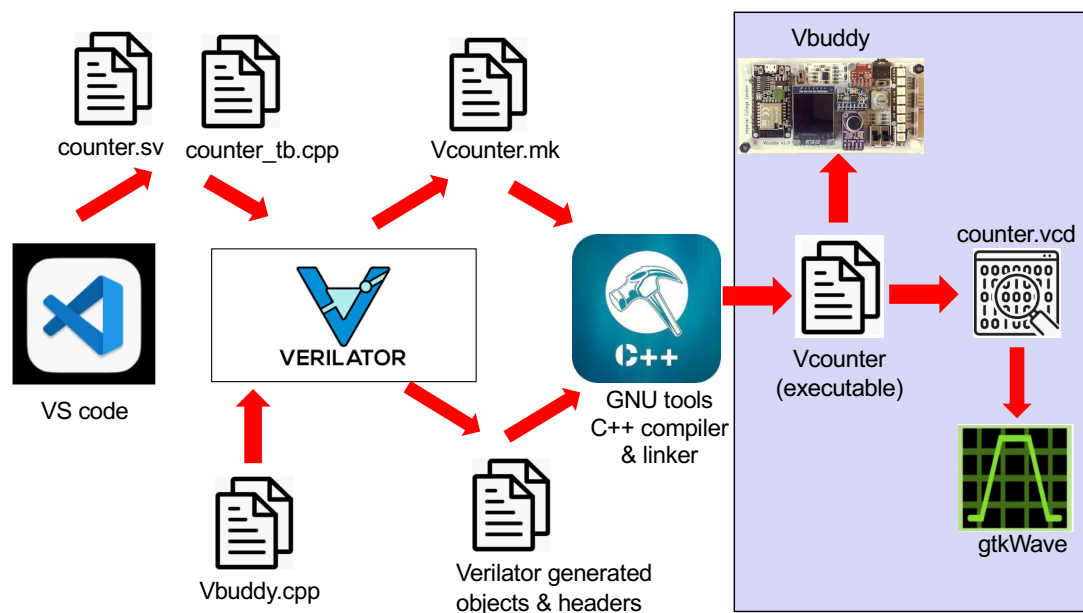 Vbuddy
counter.sv
counter_tb.cpp
Vcounter.mk
counter.vcd
VERILATOR
C++
VS code
GNU tools
C++ compiler
& linker
Vcounter
(executable)
gtkWave
Vbuddy.cpp
Verilator generated
objects & headers